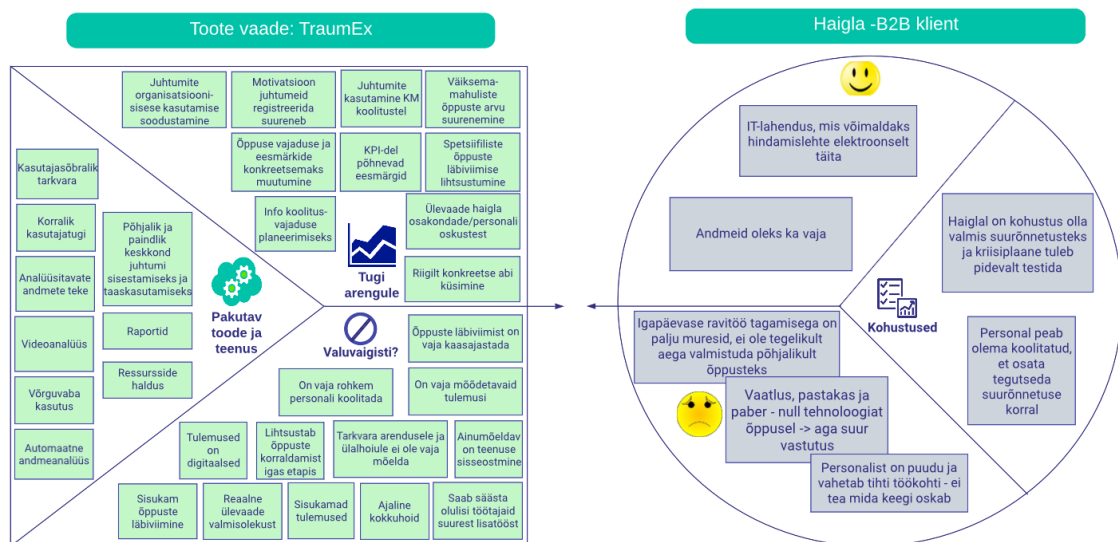 Toote vaade: TraumEx
Juhtumite
organisatsiooni-
sisese kasutamise
soodustamine
Motivatsioon
juhtumeid
registreerida
suureneb
Juhtumite
kasutamine KM
koolitustel
Väiksema-
mahuliste
õppuste arvu
suurenemine
Õppuse vajaduse ja
eesmärkide
konkreetsemaks
muutumine
KPI-del
põhnevad
eesmärgid
Spetsiifiliste
õppuste
läbiviimise
lihtsustumine
Info koolitus-
vajaduse
planeerimiseks
Ülevaade haigla
osakondade/personali
oskustest
Riigilt konkreetse abi
küsimine
Tugi
arengule
Kasutajasõbralik
tarkvara
Korralik
kasutajatugi
Analüüsitavate
andmete teke
Videoanalüüs
Võrguvaba
kasutus
Automaatne
andmeanalüüs
Põhjalik ja
paindlik
keskkond
juhtumi
sisestamiseks ja
taaskasutamiseks
Raportid
Ressursside
haldus
Pakutav
toode ja
teenus
Valuvaigisti?
Õppuste läbiviimist on
vaja kaasajastada
On vaja rohkem
personali koolitada
On vaja mõõdetavaid
tulemusi
Tulemused
on
digitaalsed
Lihtsustab
õppuste
korraldamist
igas etapis
Tarkvara arendusele ja
ülalhoiule ei ole vaja
mõelda
Ainumõeldav
on teenuse
sisseostmine
Sisukam
õppuste
läbiviimine
Reaalne
ülevaade
valmisolekust
Sisukamad
tulemused
Ajaline
kokkuhoid
Saab säästa
olulisi töötajaid
suurest lisatööst
Haigla -B2B klient
IT-lahendus, mis võimaldaks
hindamislehte elektroonselt
täita
Andmeid oleks ka vaja
Haiglal on kohustus olla
valmis suurõnnetusteks
ja kriisiplaane tuleb
pidevalt testida
Kohustused
Personal peab
olema koolitatud,
et osata
tegutseda
suurõnnetuse
korral
Igapäevase ravitöö tagamisega on
palju muresid, ei ole tegelikult
aega valmistuda põhjalikult
õppusteks
Vaatlus, pastakas ja
paber - null tehnoloogiat
õppusel -> aga suur
vastutus
Personalist on puudu ja
vahetab tihti töökohti - ei
tea mida keegi oskab